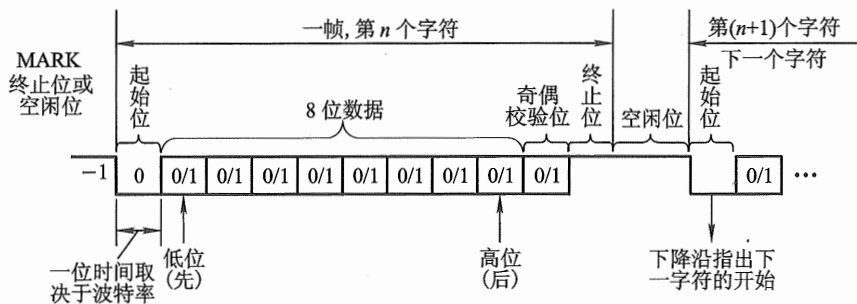 一帧,第n个字符
第(n+1)个字符
下一个字符
MARK
终止位或
空闲位
起始位
8位数据
奇偶
校验位
终止位
空闲位
起始位
-1
0
0/1
0/1
0/1
0/1
0/1
0/1
0/1
0/1
0/1
0/1
…
一位时间取
决于波特率
低位
(先)
高位
(后)
下降沿指出下
一字符的开始